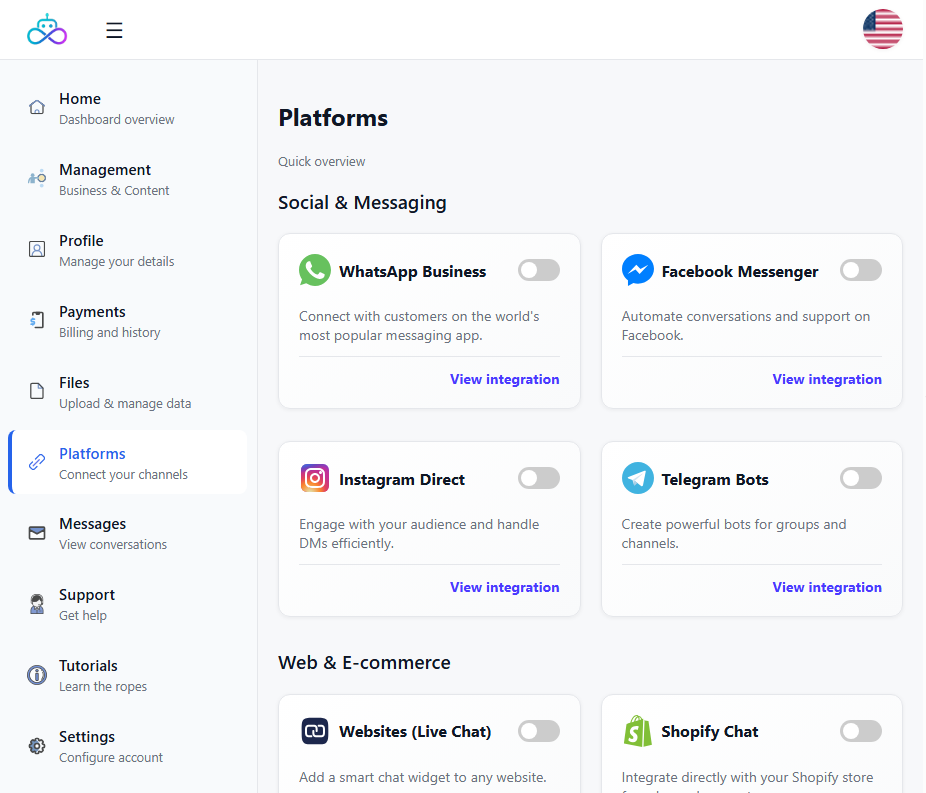 Home
Dashboard overview
Management
Business & Content
Profile
Manage your details
Payments
Billing and history
Files
Upload & manage data
Platforms
Connect your channels
Messages
View conversations
Support
Get help
Tutorials
Learn the ropes
Settings
Configure account
Platforms
Quick overview
Social & Messaging
WhatsApp Business
Connect with customers on the world's
most popular messaging app.
View integration
Facebook Messenger
Automate conversations and support on
Facebook.
View integration
Instagram Direct
Engage with your audience and handle
DMs efficiently.
View integration
Telegram Bots
Create powerful bots for groups and
channels.
View integration
Web & E-commerce
Websites (Live Chat)
Add a smart chat widget to any website.
Shopify Chat
Integrate directly with your Shopify store